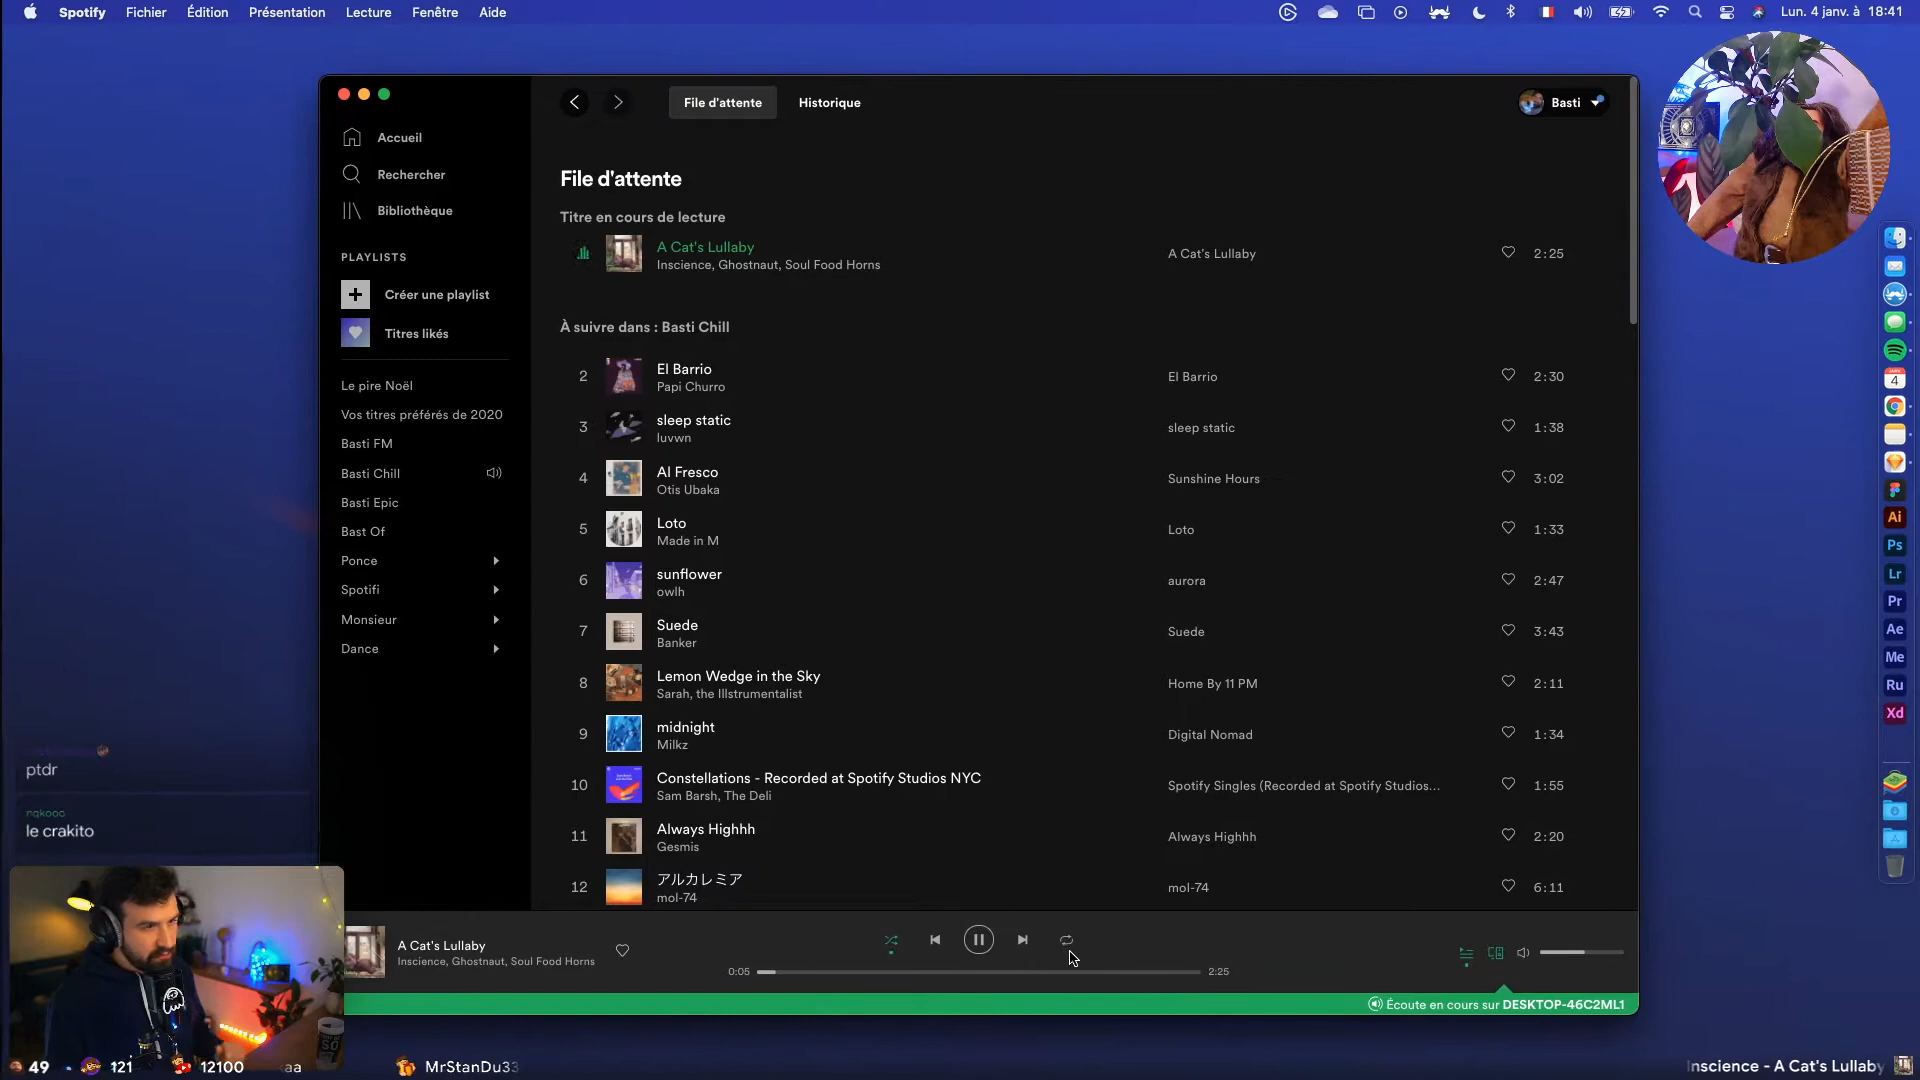 Spotify Fichier Édition Présentation Lecture Fenêtre Aide
Lun. 4 janv. à 18:41
File d'attente Historique
Basti
Accueil
Rechercher
Bibliothèque
PLAYLISTS
Créer une playlist
Titres likés
Le pire Noël
Vos titres préférés de 2020
Basti FM
Basti Chill
Basti Epic
Bast Of
Ponce
Spotifi
Monsieur
Dance
File d'attente
Titre en cours de lecture
A Cat's Lullaby
Inscience, Ghostnaut, Soul Food Horns
A Cat's Lullaby
2:25
À suivre dans : Basti Chill
2
El Barrio
Papi Churro
El Barrio
2:30
3
sleep static
luvwn
sleep static
1:38
4
Al Fresco
Otis Ubaka
Sunshine Hours
3:02
5
Loto
Made in M
Loto
1:33
6
sunflower
owlh
aurora
2:47
7
Suede
Banker
Suede
3:43
8
Lemon Wedge in the Sky
Sarah, the Illstrumentalist
Home By 11 PM
2:11
9
midnight
Milkz
Digital Nomad
1:34
10
Constellations - Recorded at Spotify Studios NYC
Sam Barsh, The Deli
Spotify Singles (Recorded at Spotify Studios...
1:55
11
Always Highhh
Gesmis
Always Highhh
2:20
12
アルカレミア
mol-74
mol-74
6:11
A Cat's Lullaby
Inscience, Ghostnaut, Soul Food Horns
0:05
2:25
Écoute en cours sur DESKTOP-46C2ML1
4
Ai
Ps
Lr
Pr
Ae
Me
Ru
Xd
ptdr
nqkooc
le crakito
49 121 12100 aa MrStanDu33
Inscience - A Cat's Lullaby